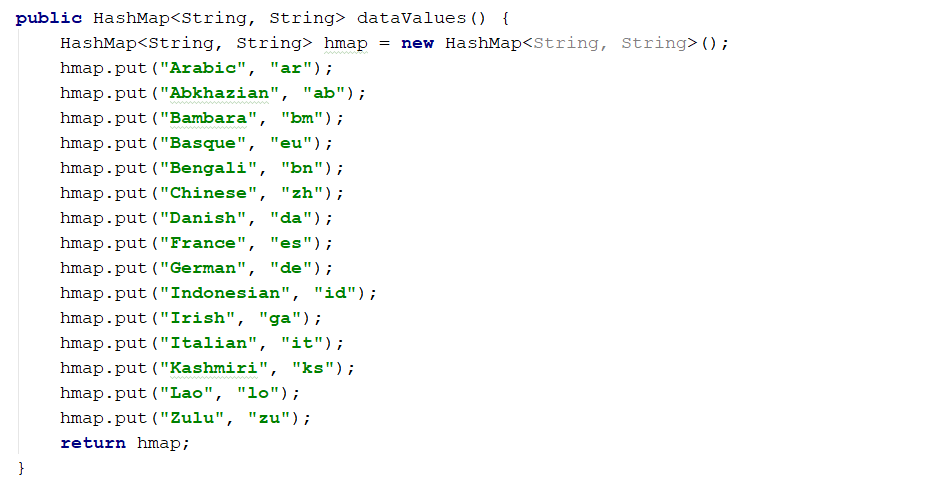 public HashMap<String, String> dataValues() {
    HashMap<String, String> hmap = new HashMap<String, String>();
    hmap.put("Arabic", "ar");
    hmap.put("Abkhazian", "ab");
    hmap.put("Bambara", "bm");
    hmap.put("Basque", "eu");
    hmap.put("Bengali", "bn");
    hmap.put("Chinese", "zh");
    hmap.put("Danish", "da");
    hmap.put("France", "es");
    hmap.put("German", "de");
    hmap.put("Indonesian", "id");
    hmap.put("Irish", "ga");
    hmap.put("Italian", "it");
    hmap.put("Kashmiri", "ks");
    hmap.put("Lao", "lo");
    hmap.put("Zulu", "zu");
    return hmap;
}